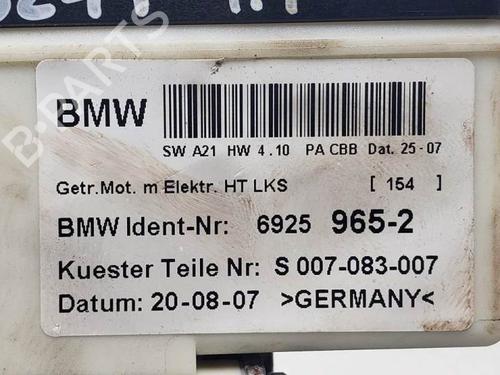 BMW
SW A21 HW 4.10 PA CBB Dat. 25-07
Getr.Mot. m Elektr. HT LKS [ 154 ]
BMW Ident-Nr: 6925 965-2
Kuester Teile Nr: S 007-083-007
Datum: 20-08-07 >GERMANY<
B-PARTS